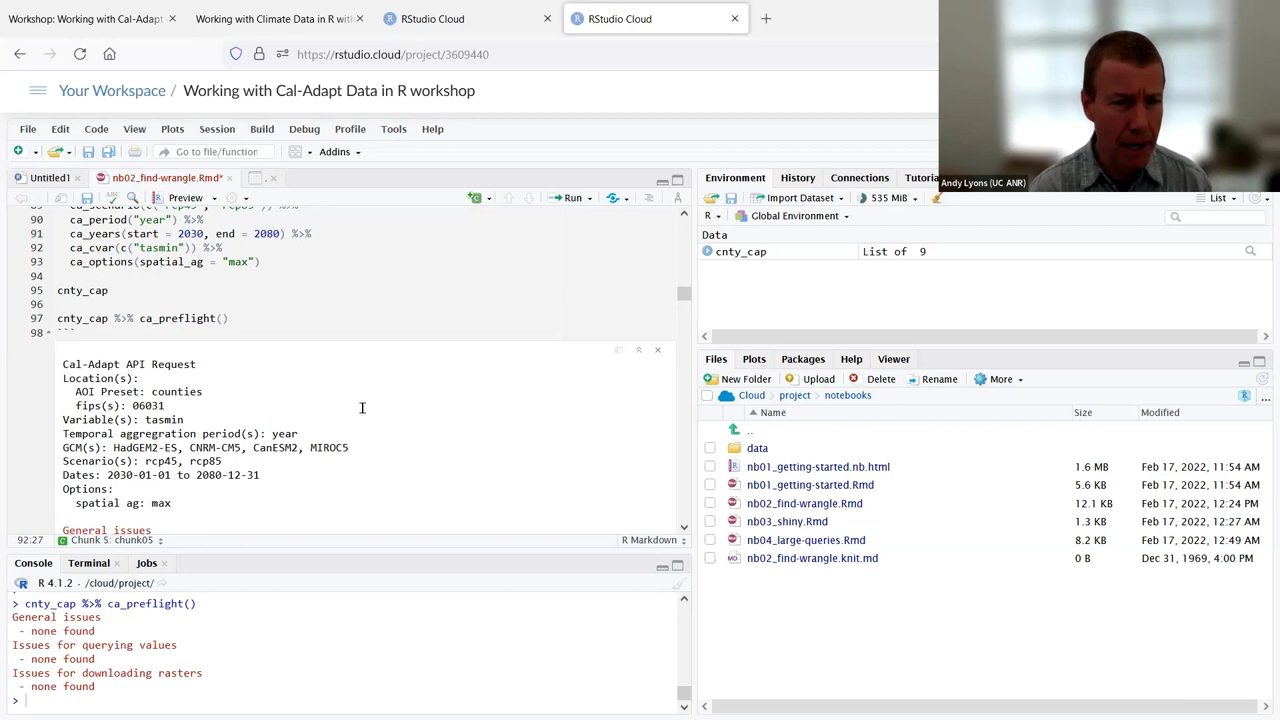 Workshop: Working with Cal-Adapt
Working with Climate Data in R wit
RStudio Cloud
RStudio Cloud
https://rstudio.cloud/project/3609440
Your Workspace / Working with Cal-Adapt Data in R workshop
File Edit Code View Plots Session Build Debug Profile Tools Help
Go to file/function
Addins
Untitled1
nb02_find-wrangle.Rmd*
Preview
Run
90 ca_period("year") %>%
91 ca_years(start = 2030, end = 2080) %>%
92 ca_cvar(c("tasmin")) %>%
93 ca_options(spatial_ag = "max")
94
95 cnty_cap
96
97 cnty_cap %>% ca_preflight()
98 ```
Cal-Adapt API Request
Location(s):
AOI Preset: counties
fips(s): 06031
Variable(s): tasmin
Temporal aggregration period(s): year
GCM(s): HadGEM2-ES, CNRM-CM5, CanESM2, MIROC5
Scenario(s): rcp45, rcp85
Dates: 2030-01-01 to 2080-12-31
Options:
spatial ag: max
General issues
92:27 Chunk 5: chunk05 R Markdown
Console Terminal Jobs
R 4.1.2 · /cloud/project/
> cnty_cap %>% ca_preflight()
General issues
- none found
Issues for querying values
- none found
Issues for downloading rasters
- none found
>
Andy Lyons (UC ANR)
Environment History Connections Tutoria
Import Dataset 535 MiB List
R Global Environment
Data
cnty_cap List of 9
Files Plots Packages Help Viewer
New Folder Upload Delete Rename More
Cloud project notebooks
Name Size Modified
..
data
nb01_getting-started.nb.html 1.6 MB Feb 17, 2022, 11:54 AM
nb01_getting-started.Rmd 5.6 KB Feb 17, 2022, 11:54 AM
nb02_find-wrangle.Rmd 12.1 KB Feb 17, 2022, 12:24 PM
nb03_shiny.Rmd 1.3 KB Feb 17, 2022, 12:27 AM
nb04_large-queries.Rmd 8.2 KB Feb 17, 2022, 12:49 AM
nb02_find-wrangle.knit.md 0 B Dec 31, 1969, 4:00 PM